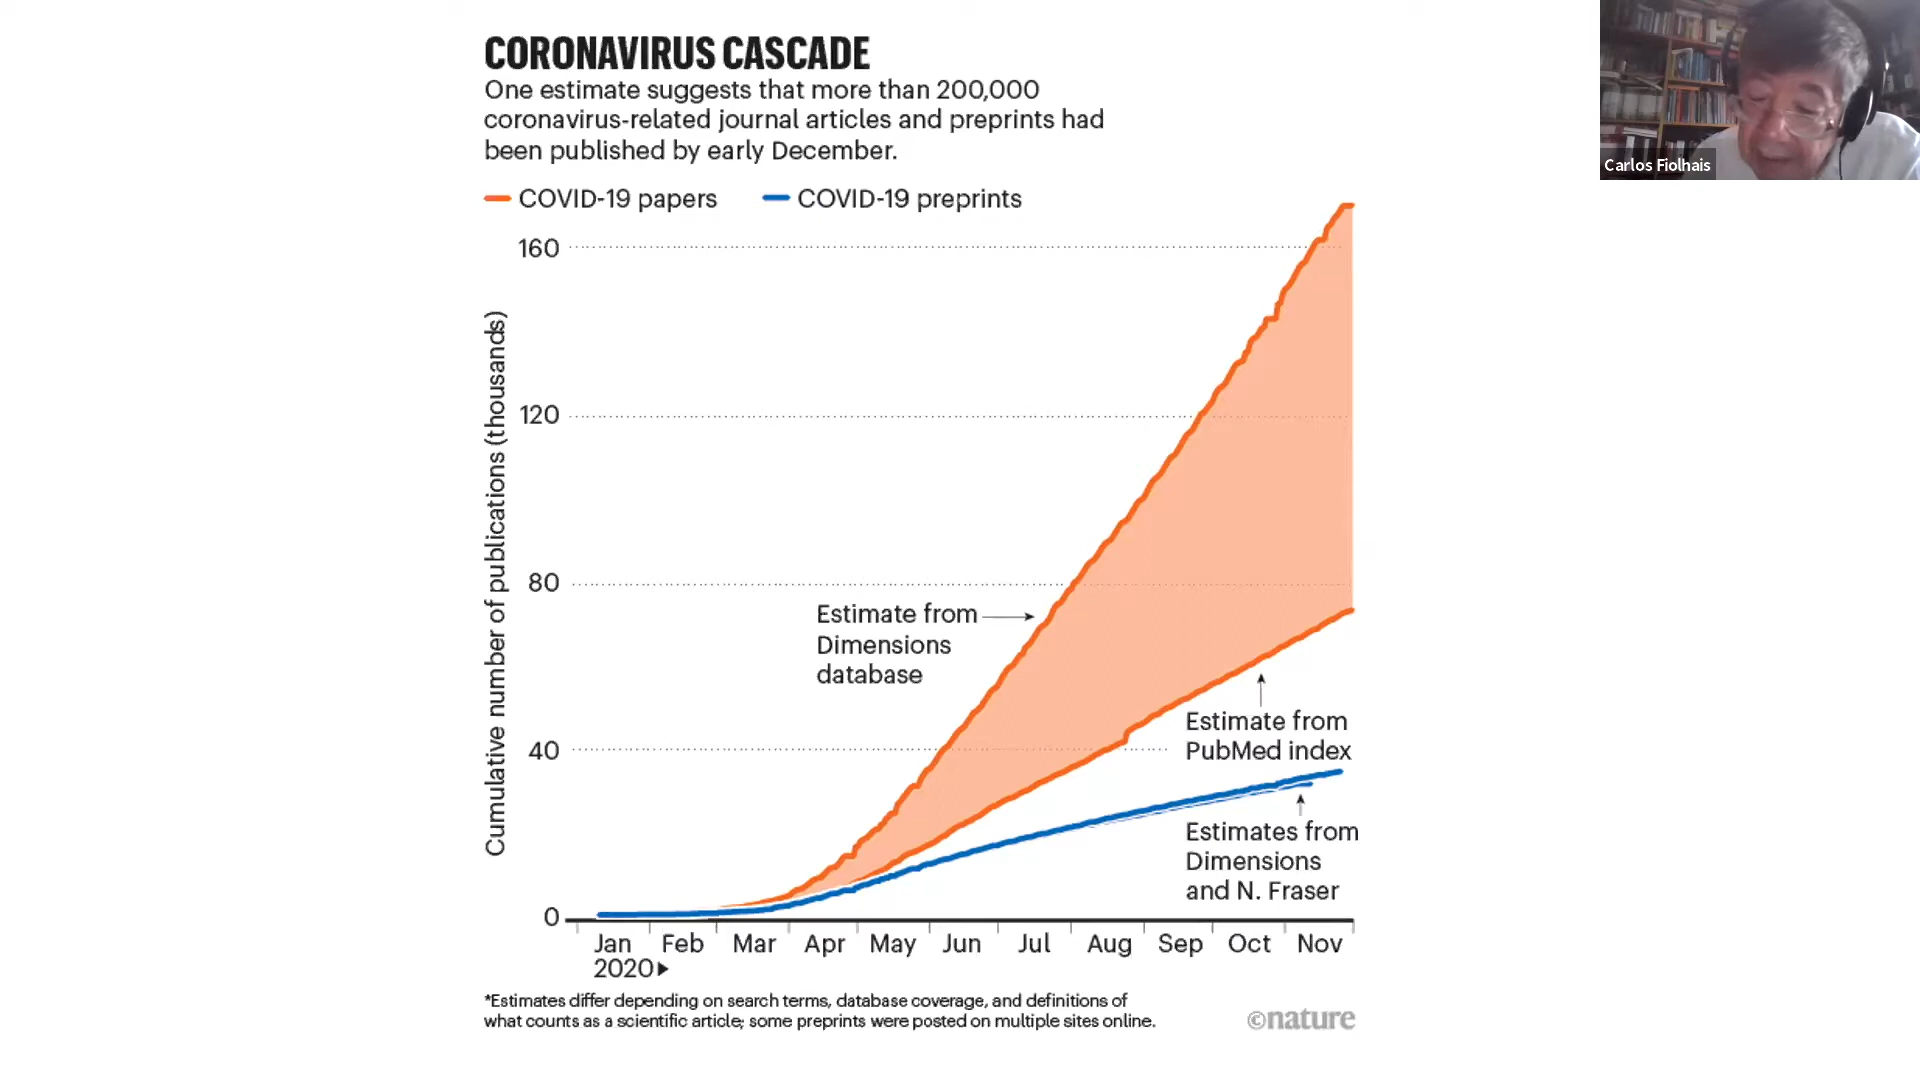 CORONAVIRUS CASCADE
One estimate suggests that more than 200,000
coronavirus-related journal articles and preprints had
been published by early December.
COVID-19 papers
COVID-19 preprints
Cumulative number of publications (thousands)
160
120
80
40
0
Estimate from
Dimensions
database
Estimate from
PubMed index
Estimates from
Dimensions
and N. Fraser
Jan Feb Mar Apr May Jun Jul Aug Sep Oct Nov
2020
*Estimates differ depending on search terms, database coverage, and definitions of
what counts as a scientific article; some preprints were posted on multiple sites online.
©nature
Carlos Fiolhais